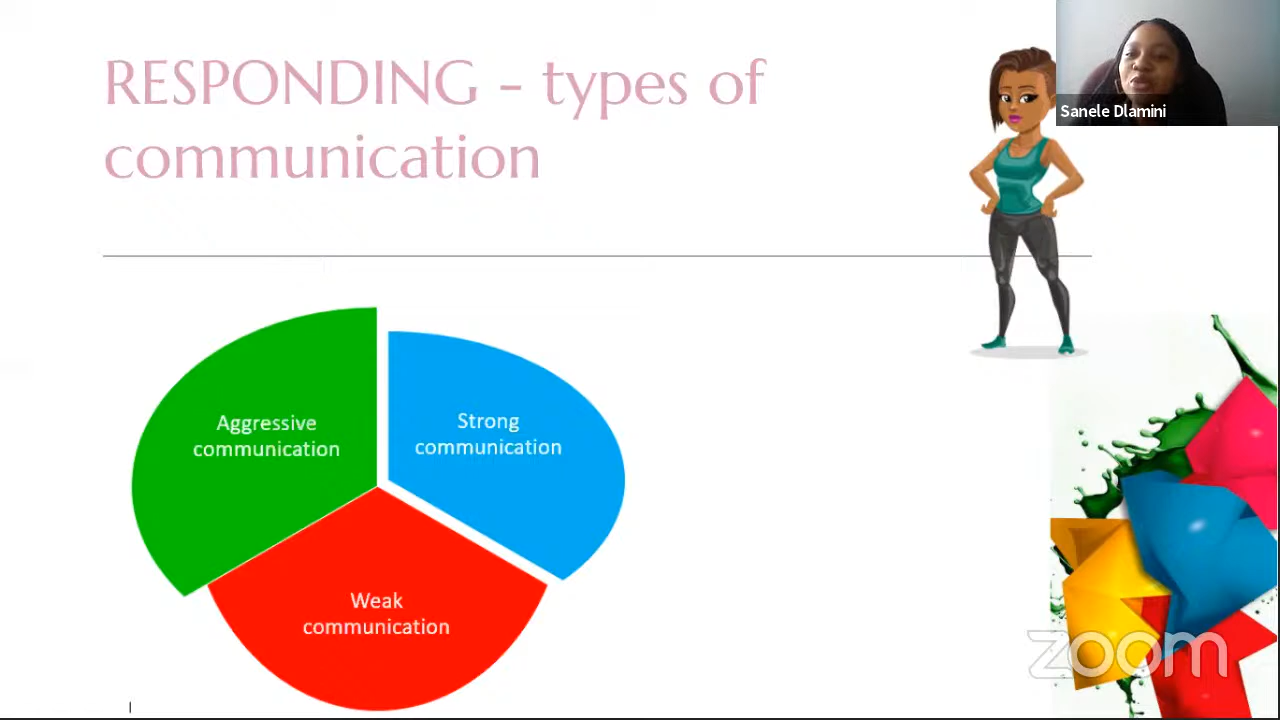 RESPONDING - types of
communication
Sanele Dlamini
Aggressive
communication
Strong
communication
Weak
communication
zoom